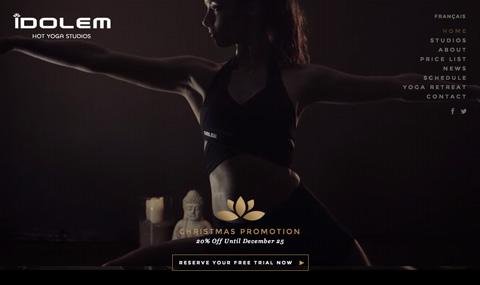 IDOLEM
HOT YOGA STUDIOS
FRANÇAIS
HOME
STUDIOS
ABOUT
PRICE LIST
NEWS
SCHEDULE
YOGA RETREAT
CONTACT
IDOLEM
CHRISTMAS PROMOTION
20% Off Until December 25
RESERVE YOUR FREE TRIAL NOW